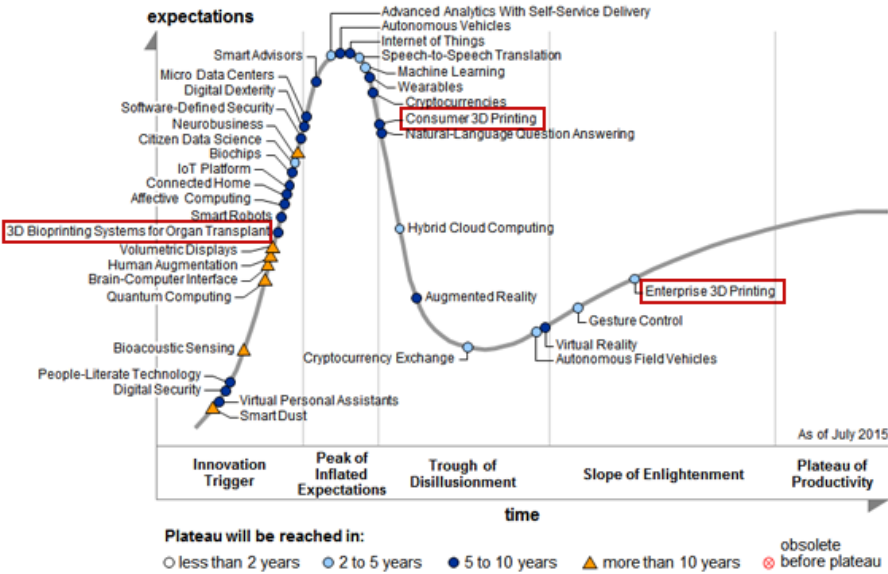 expectations
Advanced Analytics With Self-Service Delivery
Autonomous Vehicles
Internet of Things
Speech-to-Speech Translation
Machine Learning
Wearables
Cryptocurrencies
Consumer 3D Printing
Natural-Language Question Answering
Smart Advisors
Micro Data Centers
Digital Dexterity
Software-Defined Security
Neurobusiness
Citizen Data Science
Biochips
IoT Platform
Connected Home
Affective Computing
Smart Robots
3D Bioprinting Systems for Organ Transplant
Volumetric Displays
Human Augmentation
Brain-Computer Interface
Quantum Computing
Bioacoustic Sensing
People-Literate Technology
Digital Security
Virtual Personal Assistants
Smart Dust
Hybrid Cloud Computing
Augmented Reality
Cryptocurrency Exchange
Enterprise 3D Printing
Gesture Control
Virtual Reality
Autonomous Field Vehicles
As of July 2015
Innovation
Trigger
Peak of
Inflated
Expectations
Trough of
Disillusionment
Slope of Enlightenment
Plateau of
Productivity
time
Plateau will be reached in:
less than 2 years
2 to 5 years
5 to 10 years
more than 10 years
obsolete
before plateau